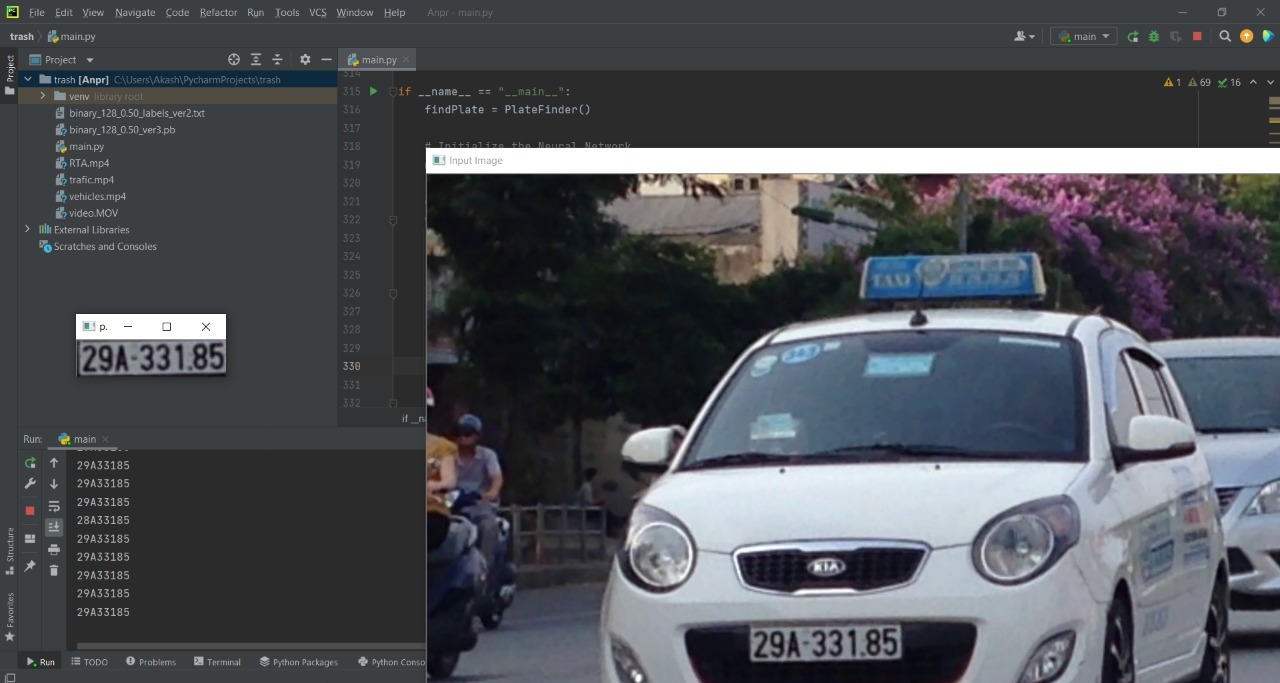 File Edit View Navigate Code Refactor Run Tools VCS Window Help Anpr - main.py
trash main.py
main
Project
Project
main.py
trash [Anpr] C:\Users\Akash\PycharmProjects\trash
venv library root
binary_128_0.50_labels_ver2.txt
binary_128_0.50_ver3.pb
main.py
RTA.mp4
trafic.mp4
vehicles.mp4
video.MOV
External Libraries
Scratches and Consoles
314
315 if __name__ == "__main__":
316 findPlate = PlateFinder()
317
318 # Initialize the Neural Network
319
320
321
322
323
324
325
326
327
328
329
330
331
332
1 69 16
if __na
p.
29A-331.85
Input Image
TAXI
KIA
29A-331.85
Run: main
29A33185
29A33185
29A33185
28A33185
29A33185
29A33185
29A33185
29A33185
29A33185
Structure
Favorites
Run TODO Problems Terminal Python Packages Python Conso